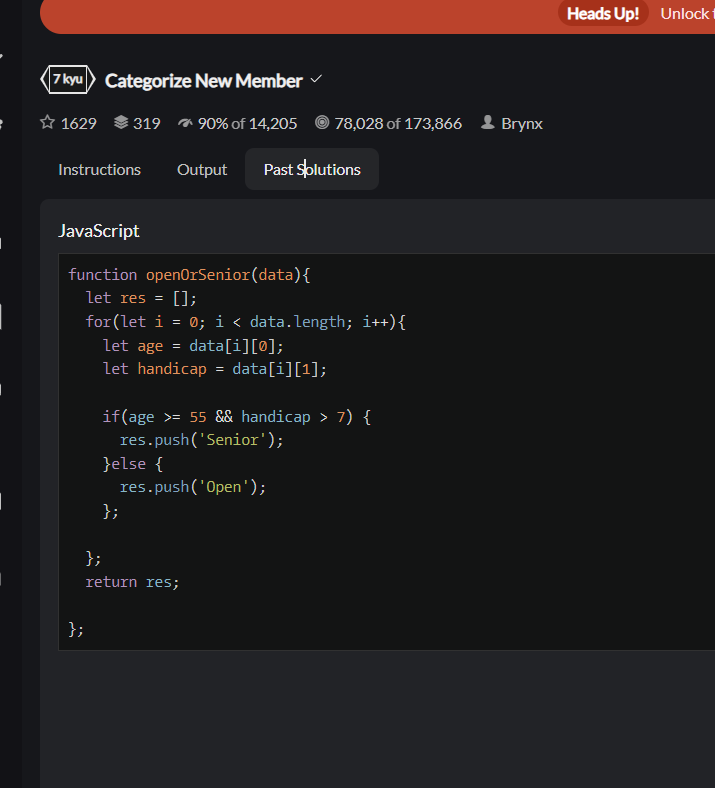 Heads Up! Unlock
7 kyu Categorize New Member
1629 319 90% of 14,205 78,028 of 173,866 Brynx
Instructions Output Past Solutions
JavaScript
function openOrSenior(data){
let res = [];
for(let i = 0; i < data.length; i++){
let age = data[i][0];
let handicap = data[i][1];
if(age >= 55 && handicap > 7) {
res.push('Senior');
}else {
res.push('Open');
};
};
return res;
};